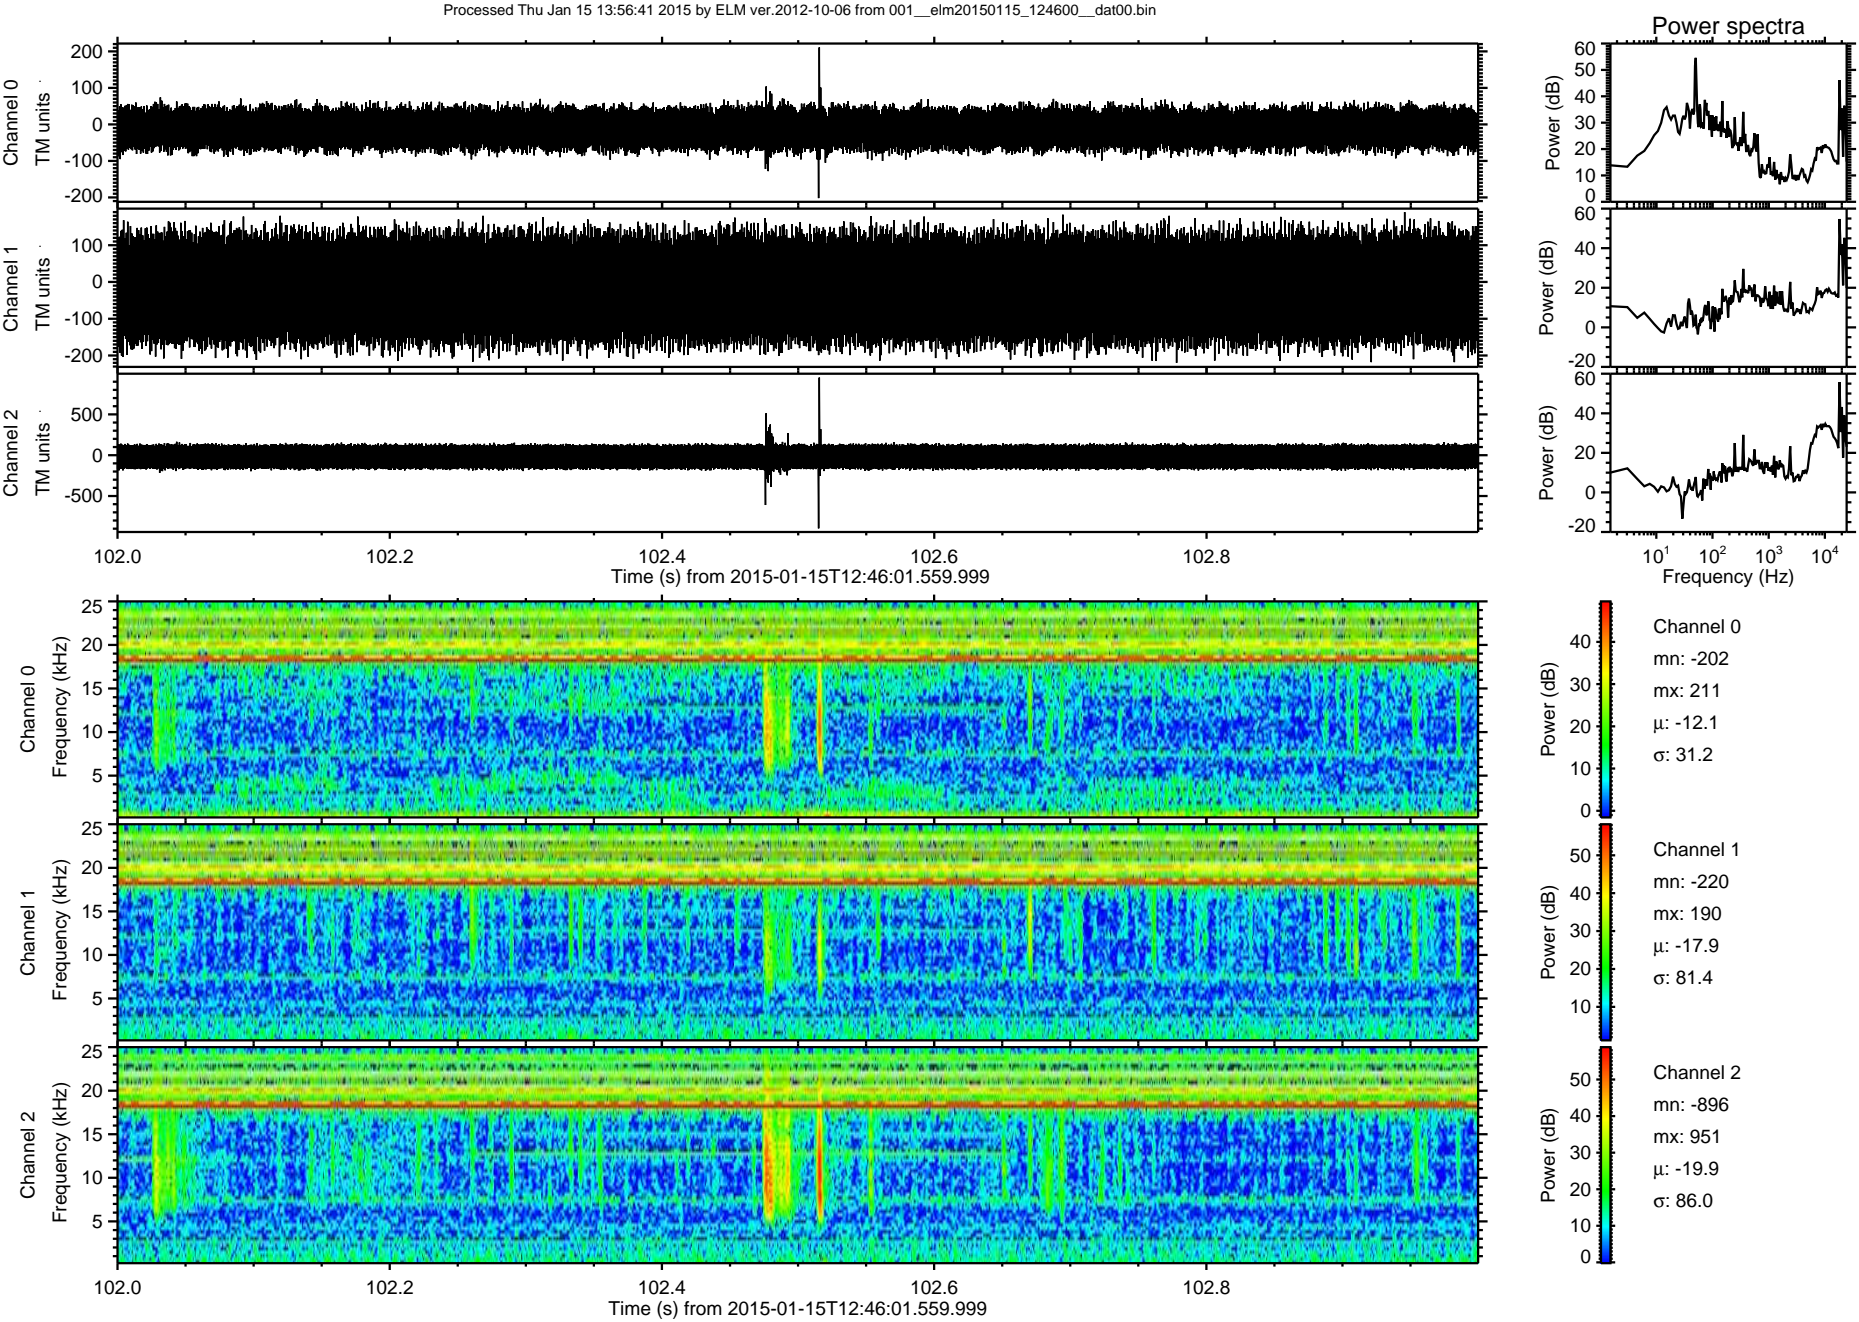 Processed Thu Jan 15 13:56:41 2015 by ELM ver.2012-10-06 from 001__elm20150115_124600__dat00.bin
Power spectra
Channel 0
TM units
200
100
0
-100
-200
Power (dB)
60
50
40
30
20
10
0
Channel 1
TM units
100
0
-100
-200
Power (dB)
60
40
20
0
-20
Channel 2
TM units
500
0
-500
Power (dB)
60
40
20
0
-20
102.0 102.2 102.4 102.6 102.8
Time (s) from 2015-01-15T12:46:01.559.999
10^1 10^2 10^3 10^4
Frequency (Hz)
Channel 0
Frequency (kHz)
25
20
15
10
5
Power (dB)
40
30
20
10
0
Channel 0
mn: -202
mx: 211
μ: -12.1
σ: 31.2
Channel 1
Frequency (kHz)
25
20
15
10
5
Power (dB)
50
40
30
20
10
Channel 1
mn: -220
mx: 190
μ: -17.9
σ: 81.4
Channel 2
Frequency (kHz)
25
20
15
10
5
Power (dB)
50
40
30
20
10
0
Channel 2
mn: -896
mx: 951
μ: -19.9
σ: 86.0
102.0 102.2 102.4 102.6 102.8
Time (s) from 2015-01-15T12:46:01.559.999